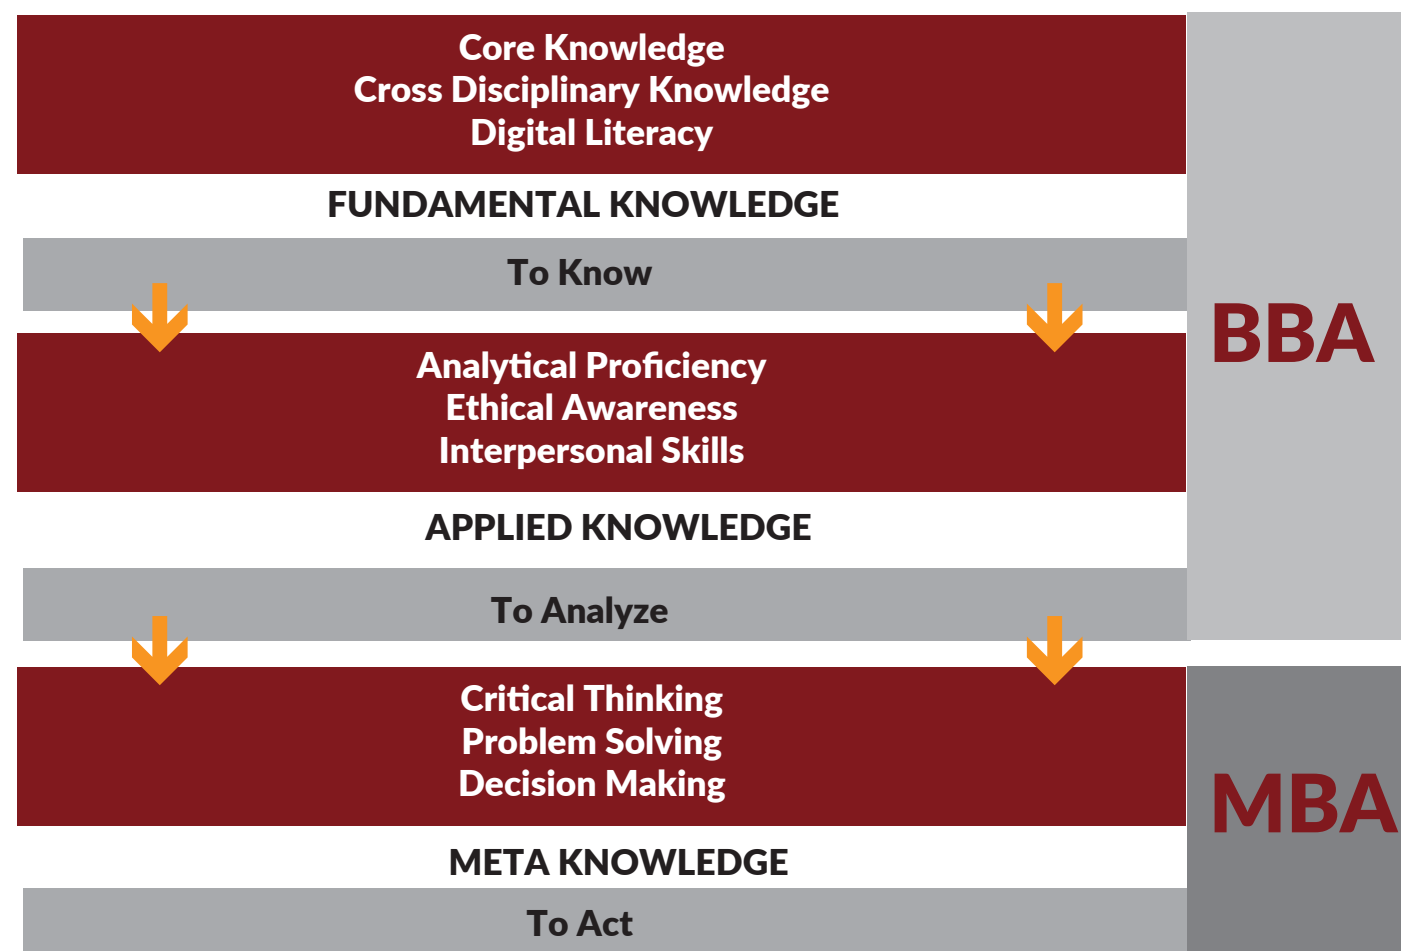 Core Knowledge
Cross Disciplinary Knowledge
Digital Literacy
FUNDAMENTAL KNOWLEDGE
To Know
BBA
Analytical Proficiency
Ethical Awareness
Interpersonal Skills
APPLIED KNOWLEDGE
To Analyze
Critical Thinking
Problem Solving
Decision Making
MBA
META KNOWLEDGE
To Act